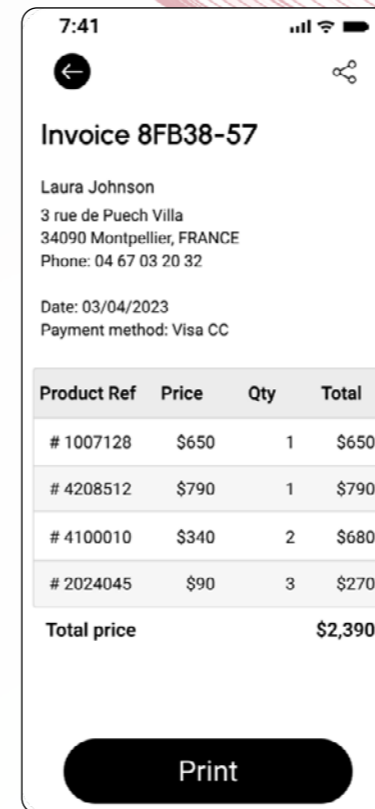 7:41
Invoice 8FB38-57
Laura Johnson
3 rue de Puech Villa
34090 Montpellier, FRANCE
Phone: 04 67 03 20 32
Date: 03/04/2023
Payment method: Visa CC
Product Ref Price Qty Total
# 1007128 $650 1 $650
# 4208512 $790 1 $790
# 4100010 $340 2 $680
# 2024045 $90 3 $270
Total price $2,390
Print